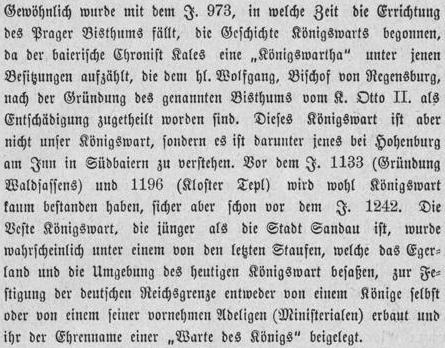 Gewöhnlich wurde mit dem J. 973, in welche Zeit die Errichtung
des Prager Bisthums fällt, die Geschichte Königswarts begonnen,
da der baierische Chronist Kales eine „Königswartha“ unter jenen
Besitzungen aufzählt, die dem hl. Wolfgang, Bischof von Regensburg,
nach der Gründung des genannten Bisthums vom K. Otto II. als
Entschädigung zugetheilt worden sind. Dieses Königswart ist aber
nicht unser Königswart, sondern es ist darunter jenes bei Hohenburg
am Inn in Südbaiern zu verstehen. Vor dem J. 1133 (Gründung
Waldsassens) und 1196 (Kloster Tepl) wird wohl Königswart
kaum bestanden haben, sicher aber schon vor dem J. 1242. Die
Veste Königswart, die jünger als die Stadt Sandau ist, wurde
wahrscheinlich unter einem von den letzten Staufen, welche das Eger-
land und die Umgebung des heutigen Königswart besaßen, zur Fe-
stigung der deutschen Reichsgrenze entweder von einem Könige selbst
oder von einem seiner vornehmen Adeligen (Ministerialen) erbaut und
ihr der Ehrenname einer „Warte des Königs“ beigelegt.